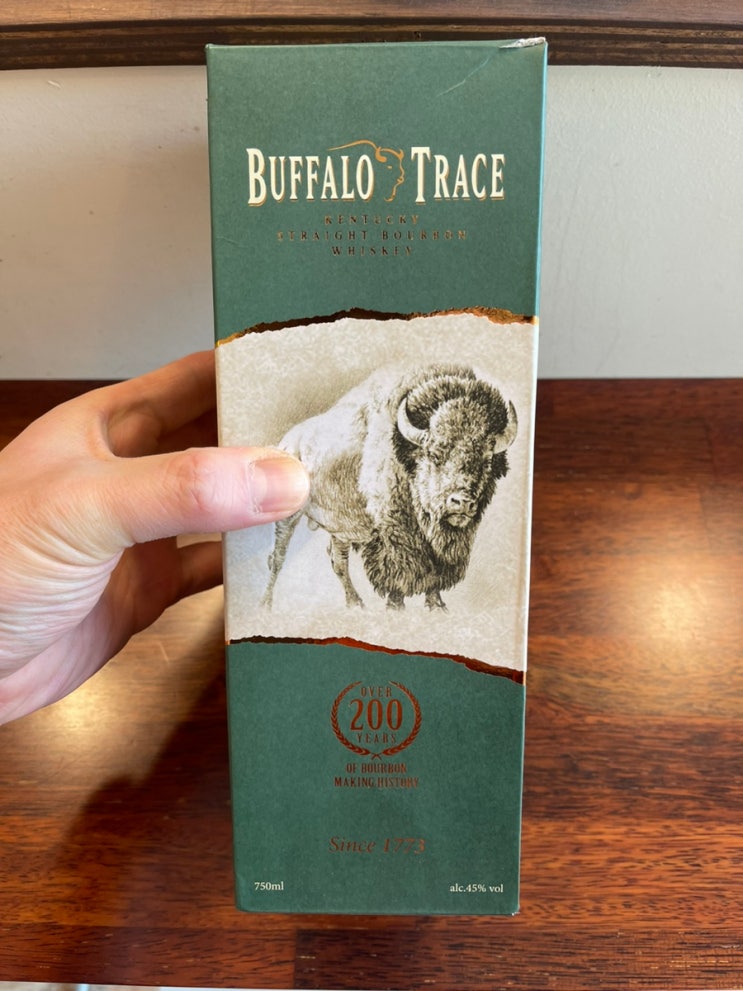 BUFFALO TRACE
KENTUCKY
STRAIGHT BOURBON
WHISKEY
OVER
200
YEARS
OF BOURBON
MAKING HISTORY
Since 1773
750ml alc.45% vol